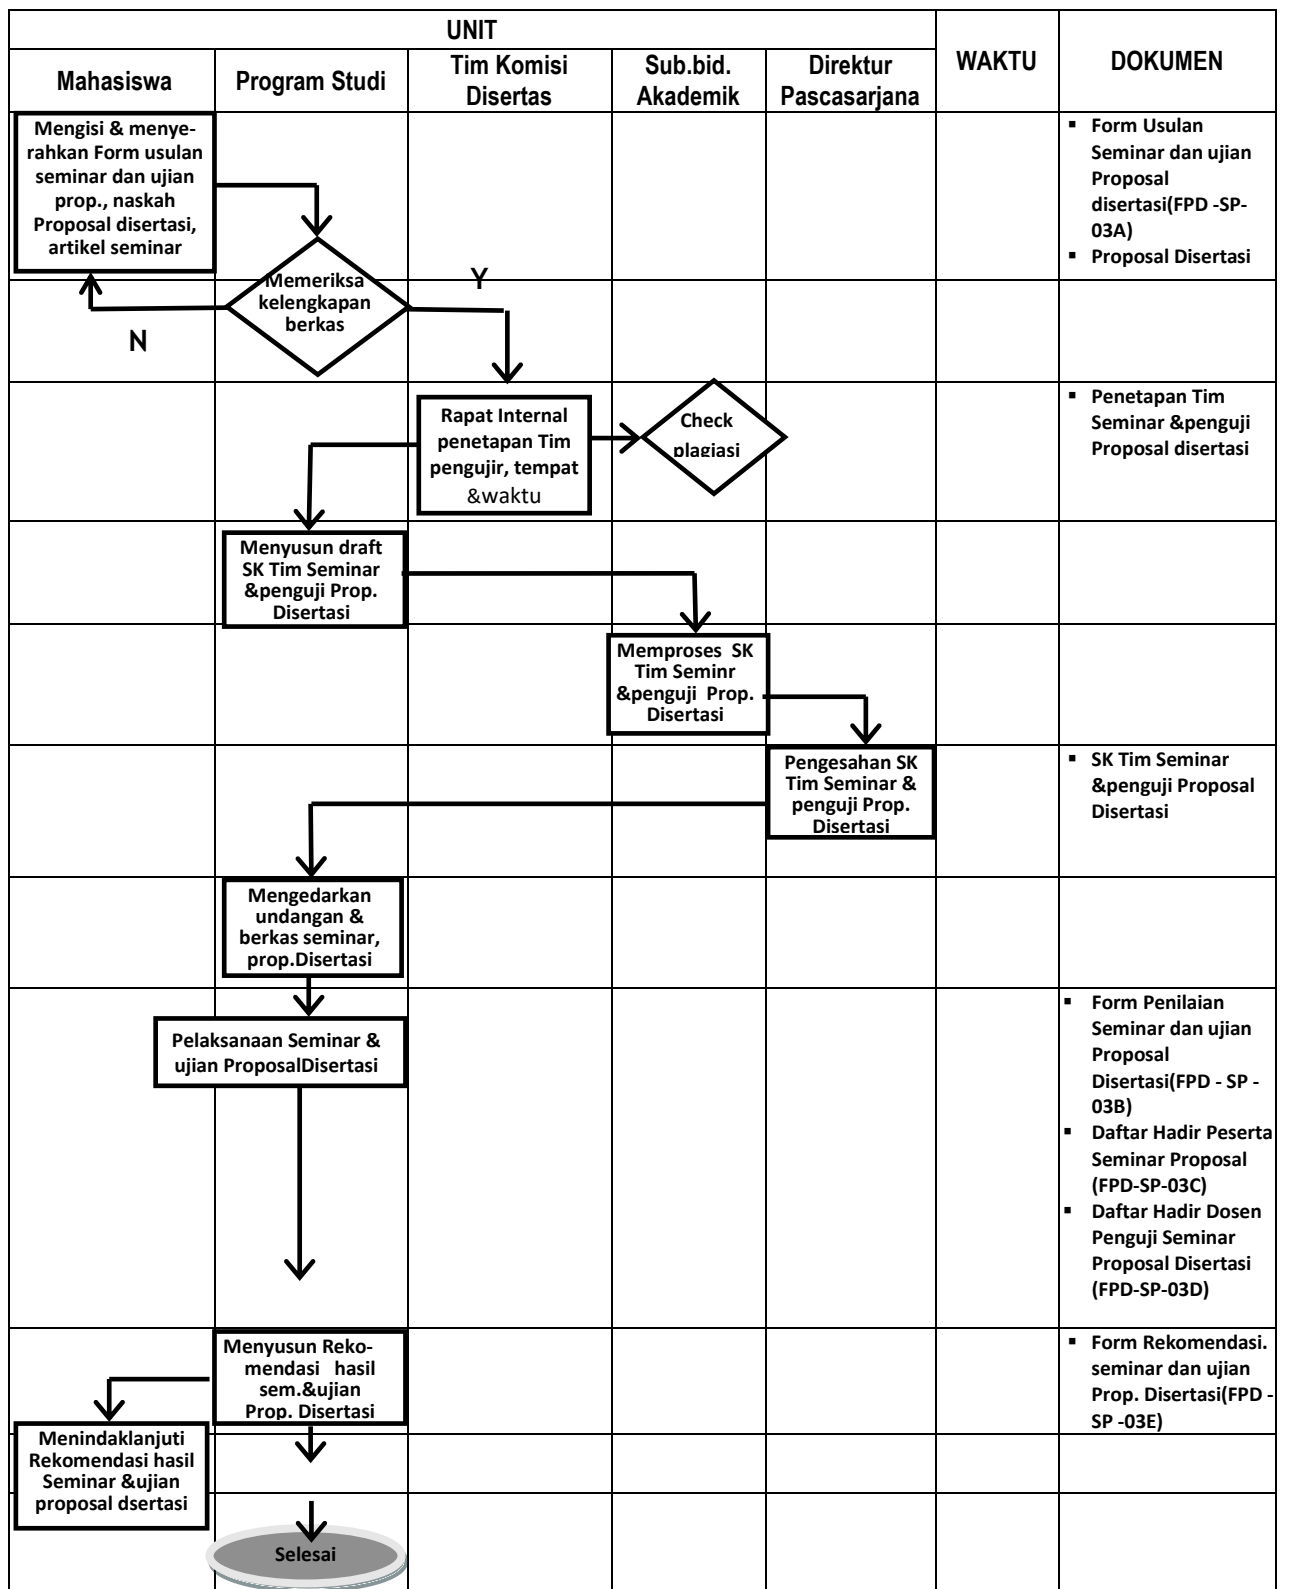 UNIT
WAKTU
DOKUMEN
Mahasiswa
Program Studi
Tim Komisi
Disertas
Sub.bid.
Akademik
Direktur
Pascasarjana
Mengisi & menye-
rahkan Form usulan
seminar dan ujian
prop., naskah
Proposal disertasi,
artikel seminar
▪ Form Usulan
Seminar dan ujian
Proposal
disertasi(FPD -SP-
03A)
▪ Proposal Disertasi
Memeriksa
kelengkapan
berkas
Y
N
Rapat Internal
penetapan Tim
pengujir, tempat
&waktu
Check
plagiasi
▪ Penetapan Tim
Seminar &penguji
Proposal disertasi
Menyusun draft
SK Tim Seminar
&penguji Prop.
Disertasi
Memproses SK
Tim Seminr
&penguji Prop.
Disertasi
Pengesahan SK
Tim Seminar &
penguji Prop.
Disertasi
▪ SK Tim Seminar
&penguji Proposal
Disertasi
Mengedarkan
undangan &
berkas seminar,
prop.Disertasi
Pelaksanaan Seminar &
ujian ProposalDisertasi
▪ Form Penilaian
Seminar dan ujian
Proposal
Disertasi(FPD - SP -
03B)
▪ Daftar Hadir Peserta
Seminar Proposal
(FPD-SP-03C)
▪ Daftar Hadir Dosen
Penguji Seminar
Proposal Disertasi
(FPD-SP-03D)
Menyusun Reko-
mendasi hasil
sem.&ujian
Prop. Disertasi
▪ Form Rekomendasi.
seminar dan ujian
Prop. Disertasi(FPD -
SP -03E)
Menindaklanjuti
Rekomendasi hasil
Seminar &ujian
proposal dsertasi
Selesai